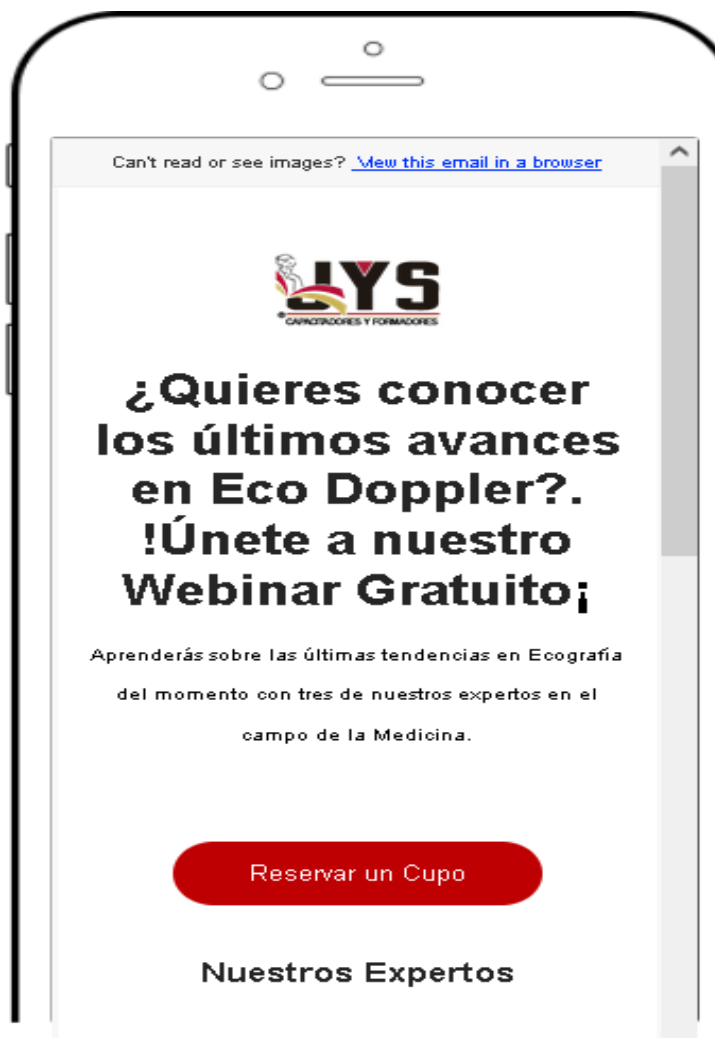 Can't read or see images? View this email in a browser
JYS
CAPACITADORES Y FORMADORES
¿Quieres conocer
los últimos avances
en Eco Doppler?.
!Únete a nuestro
Webinar Gratuito¡
Aprenderás sobre las últimas tendencias en Ecografía
del momento con tres de nuestros expertos en el
campo de la Medicina.
Reservar un Cupo
Nuestros Expertos